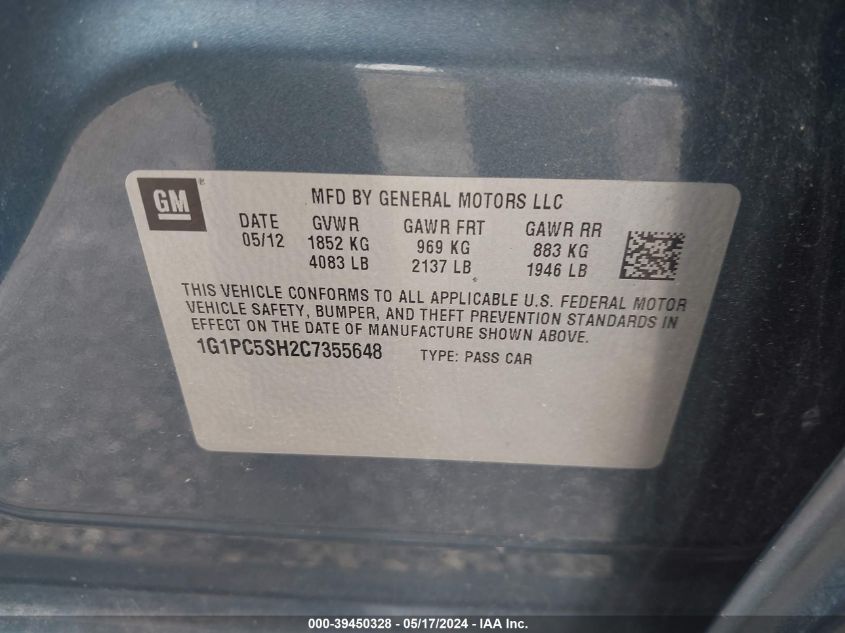 GM®
MFD BY GENERAL MOTORS LLC
DATE GVWR GAWR FRT GAWR RR
05/12 1852 KG 969 KG 883 KG
4083 LB 2137 LB 1946 LB
THIS VEHICLE CONFORMS TO ALL APPLICABLE U.S. FEDERAL MOTOR
VEHICLE SAFETY, BUMPER, AND THEFT PREVENTION STANDARDS IN
EFFECT ON THE DATE OF MANUFACTURE SHOWN ABOVE.
1G1PC5SH2C7355648 TYPE: PASS CAR
000-39450328 - 05/17/2024 - IAA Inc.